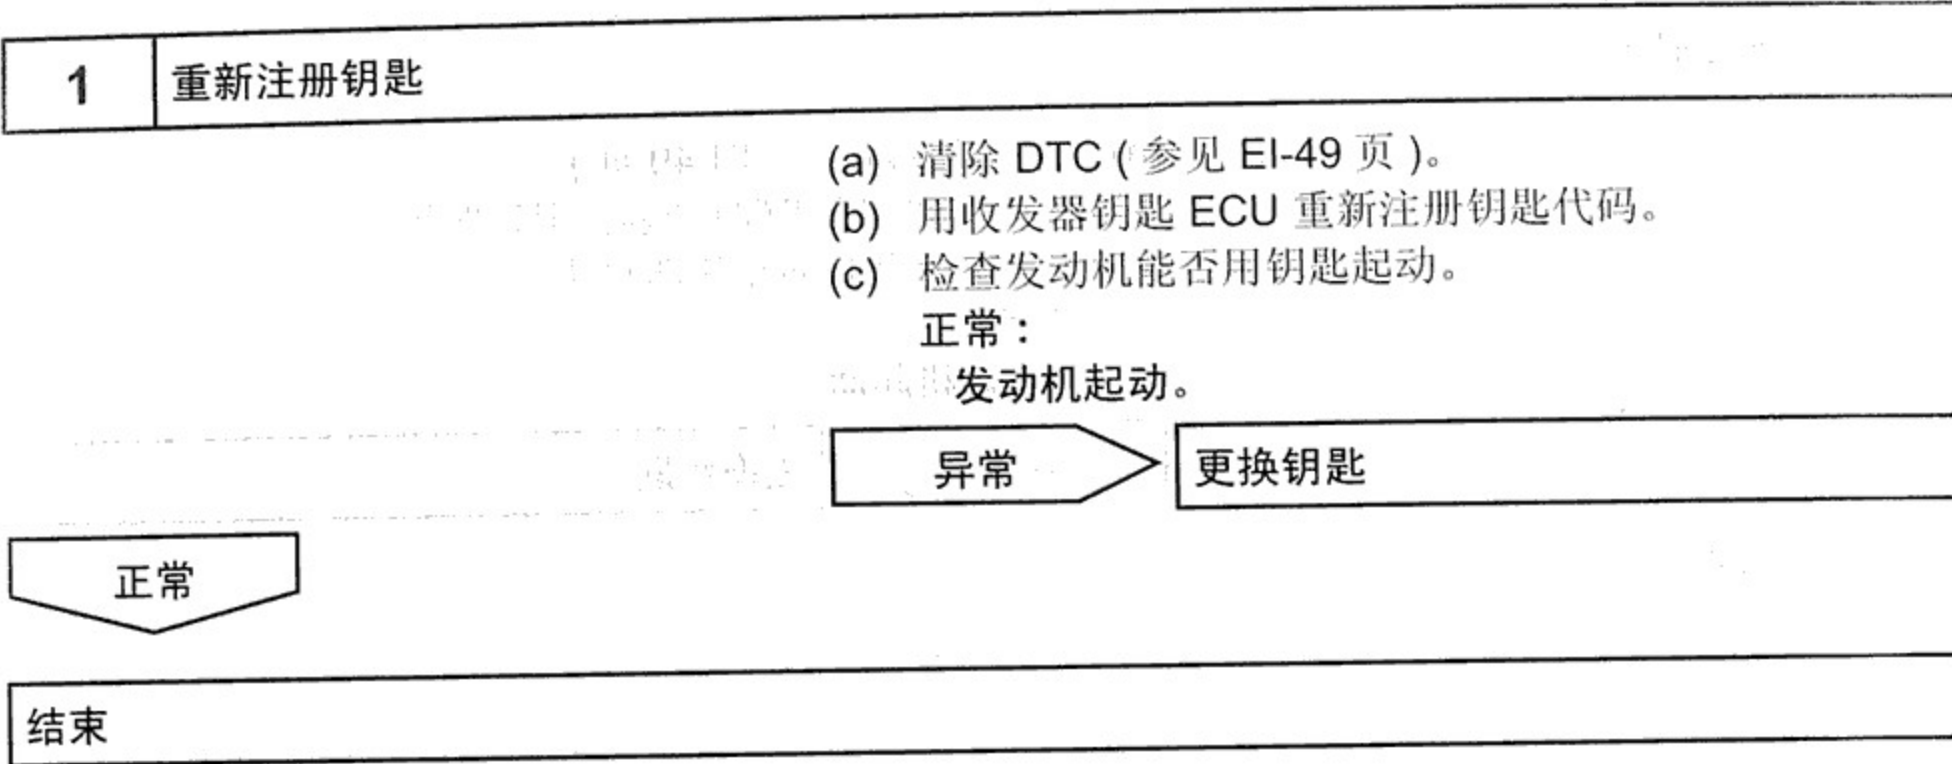 1 重新注册钥匙
(a) 清除 DTC ( 参见 EI-49 页 )。
(b) 用收发器钥匙 ECU 重新注册钥匙代码。
(c) 检查发动机能否用钥匙起动。
正常：
发动机起动。
异常 更换钥匙
正常
结束